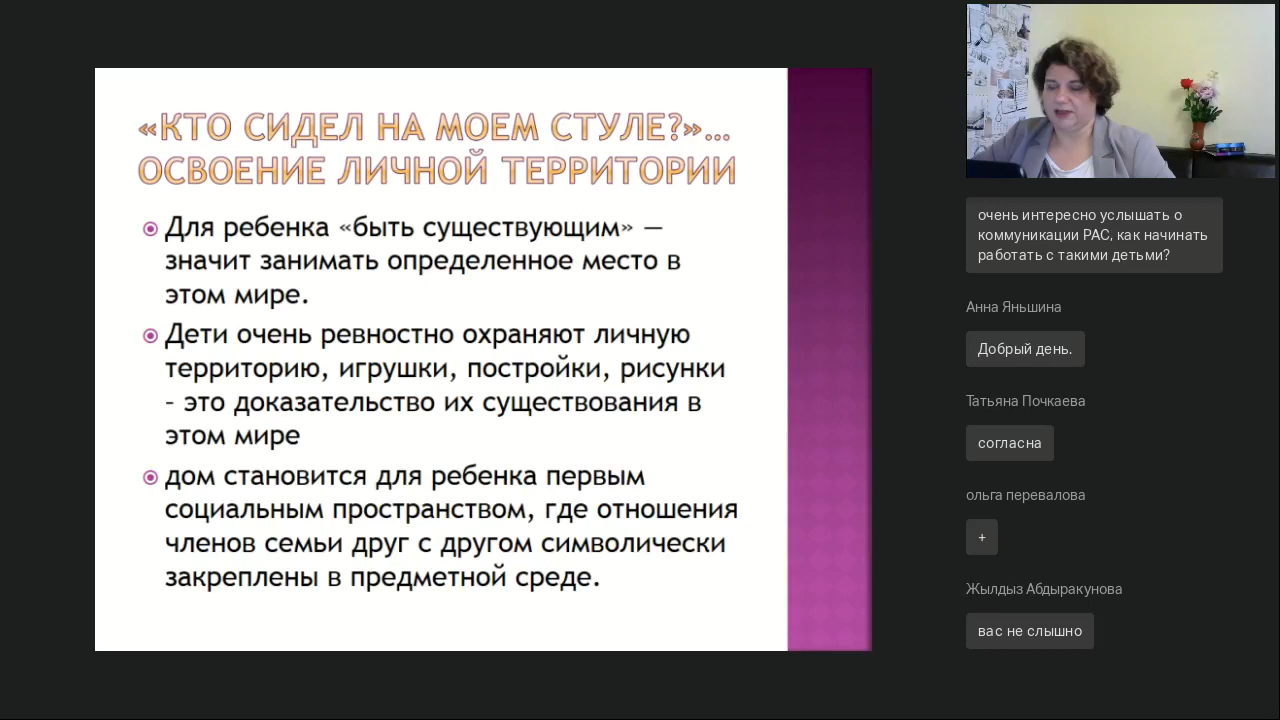 «КТО СИДЕЛ НА МОЕМ СТУЛЕ?»…
ОСВОЕНИЕ ЛИЧНОЙ ТЕРРИТОРИИ
Для ребенка «быть существующим» —
значит занимать определенное место в
этом мире.
Дети очень ревностно охраняют личную
территорию, игрушки, постройки, рисунки
- это доказательство их существования в
этом мире
дом становится для ребенка первым
социальным пространством, где отношения
членов семьи друг с другом символически
закреплены в предметной среде.
очень интересно услышать о
коммуникации РАС, как начинать
работать с такими детьми?
Анна Яньшина
Добрый день.
Татьяна Почкаева
согласна
ольга перевалова
+
Жылдыз Абдыракунова
вас не слышно